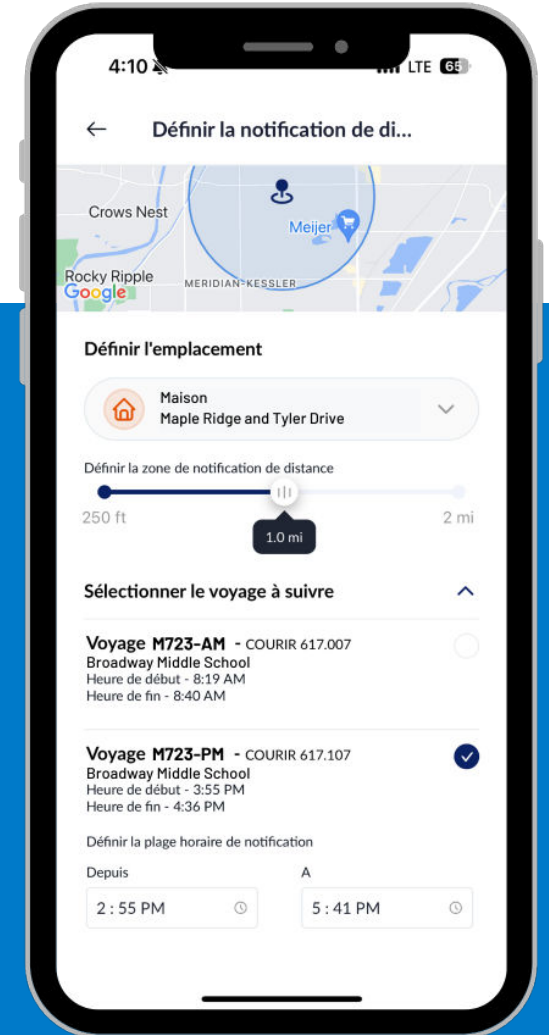 4:10 LTE 65
Définir la notification de di...
Crows Nest
Meijer
Rocky Ripple
Google
MERIDIAN-KESSLER
Définir l'emplacement
Maison
Maple Ridge and Tyler Drive
Définir la zone de notification de distance
250 ft 2 mi
1.0 mi
Sélectionner le voyage à suivre
Voyage M723-AM - COURIR 617.007
Broadway Middle School
Heure de début - 8:19 AM
Heure de fin - 8:40 AM
Voyage M723-PM - COURIR 617.107
Broadway Middle School
Heure de début - 3:55 PM
Heure de fin - 4:36 PM
Définir la plage horaire de notification
Depuis A
2 : 55 PM 5 : 41 PM